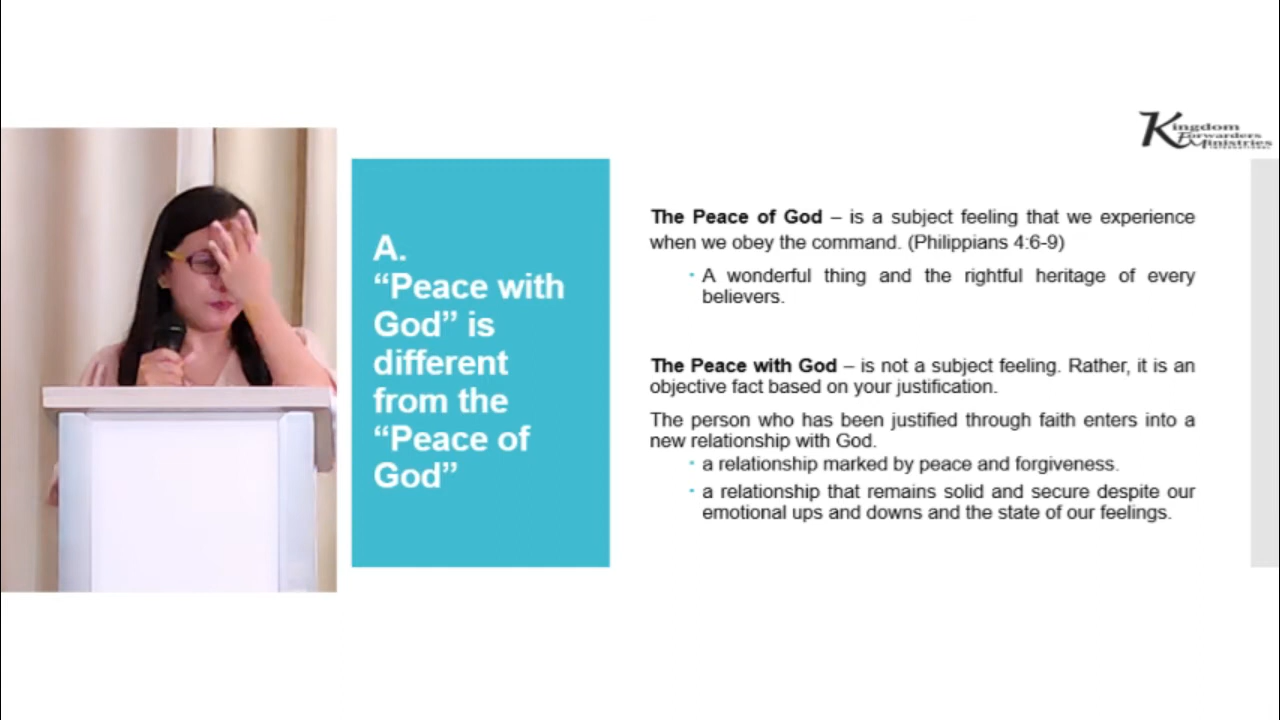 Kingdom
Forwarders
Ministries
INTERNATIONAL
A.
“Peace with
God” is
different
from the
“Peace of
God”
The Peace of God – is a subject feeling that we experience
when we obey the command. (Philippians 4:6-9)
A wonderful thing and the rightful heritage of every
believers.
The Peace with God – is not a subject feeling. Rather, it is an
objective fact based on your justification.
The person who has been justified through faith enters into a
new relationship with God.
a relationship marked by peace and forgiveness.
a relationship that remains solid and secure despite our
emotional ups and downs and the state of our feelings.